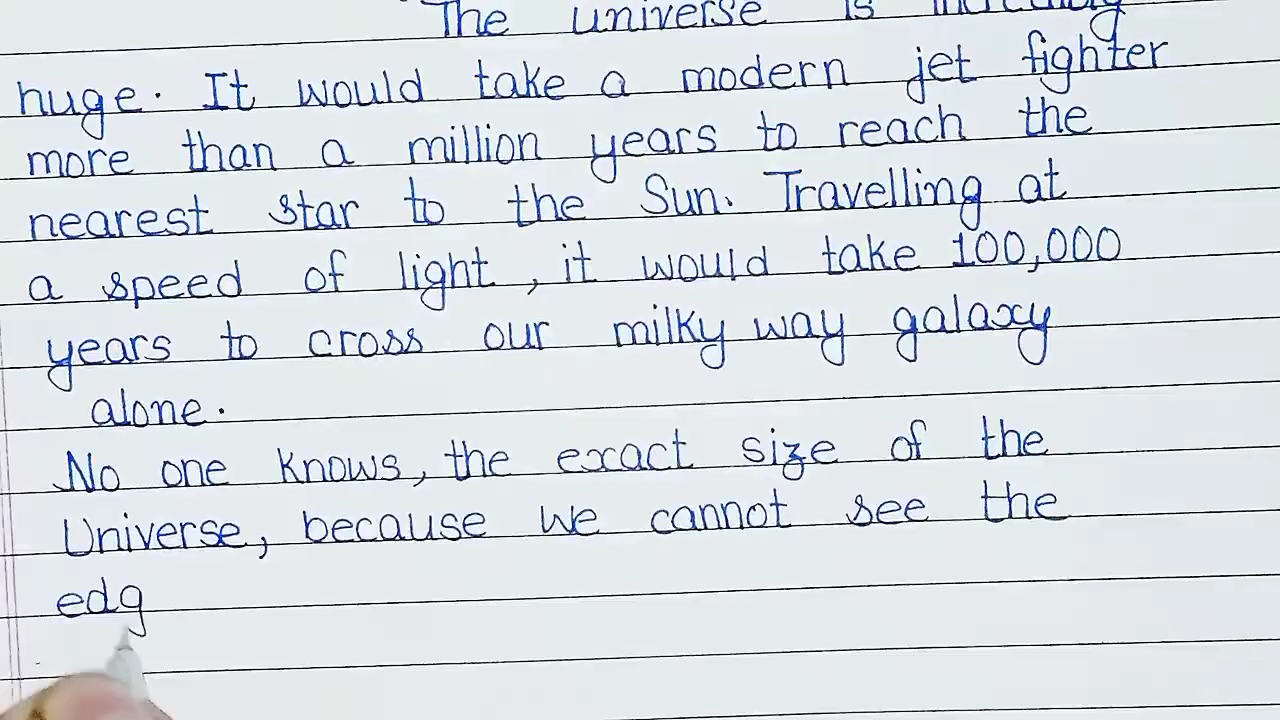 The universe is
huge. It would take a modern jet fighter
more than a million years to reach the
nearest star to the Sun. Travelling at
a speed of light, it would take 100,000
years to cross our milky way galaxy
alone.
No one knows, the exact size of the
Universe, because we cannot see the
edg